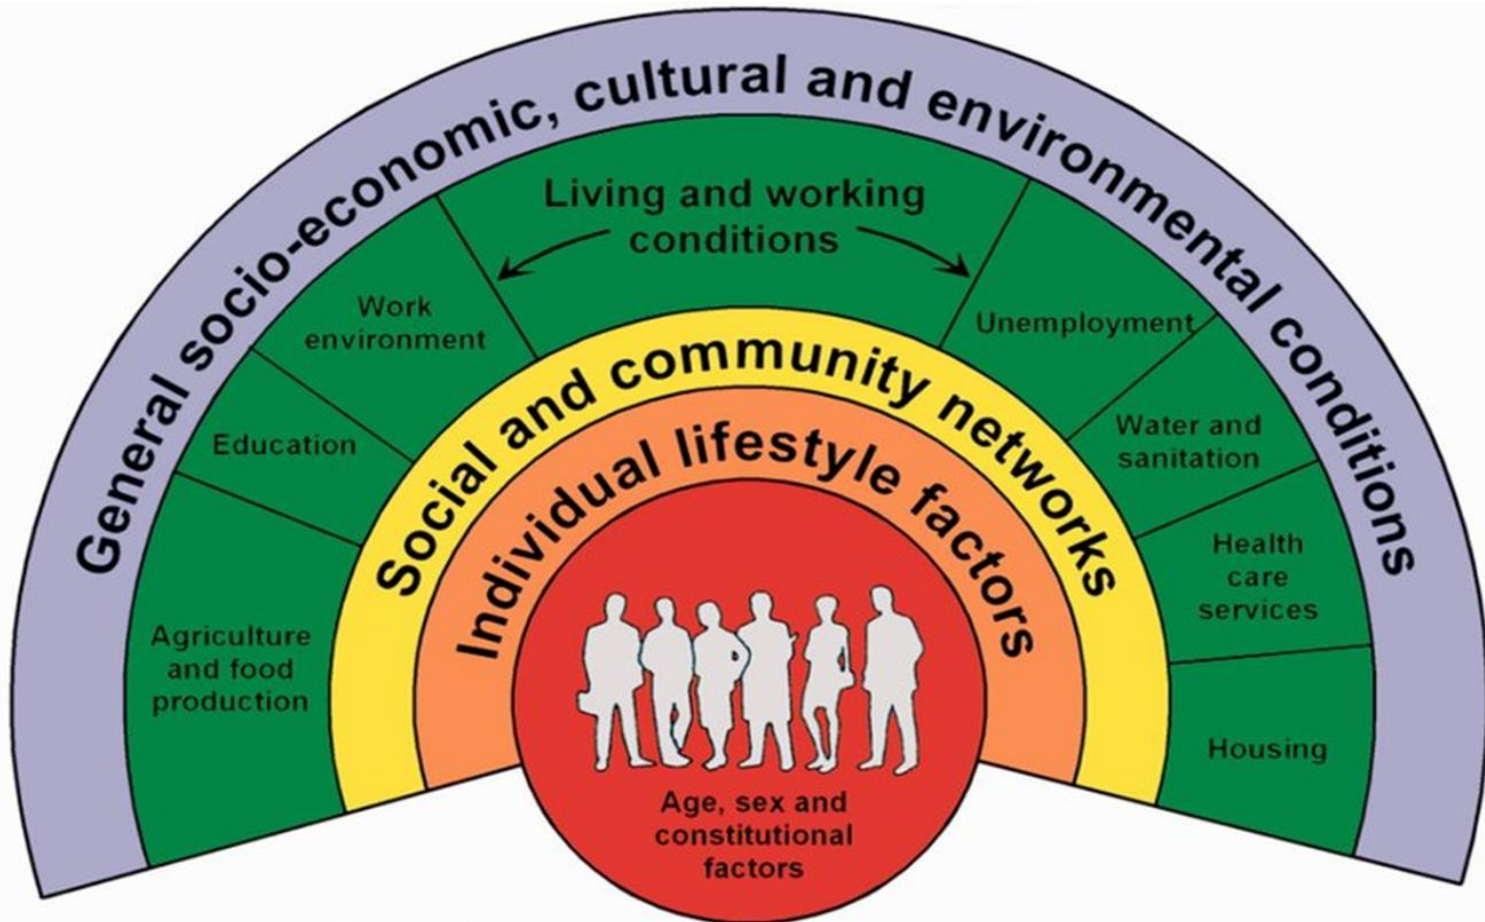 General socio-economic, cultural and environmental conditions
Living and working
conditions
Work
environment
Unemployment
Education
Water and
sanitation
Agriculture
and food
production
Health
care
services
Housing
Social and community networks
Individual lifestyle factors
Age, sex and
constitutional
factors